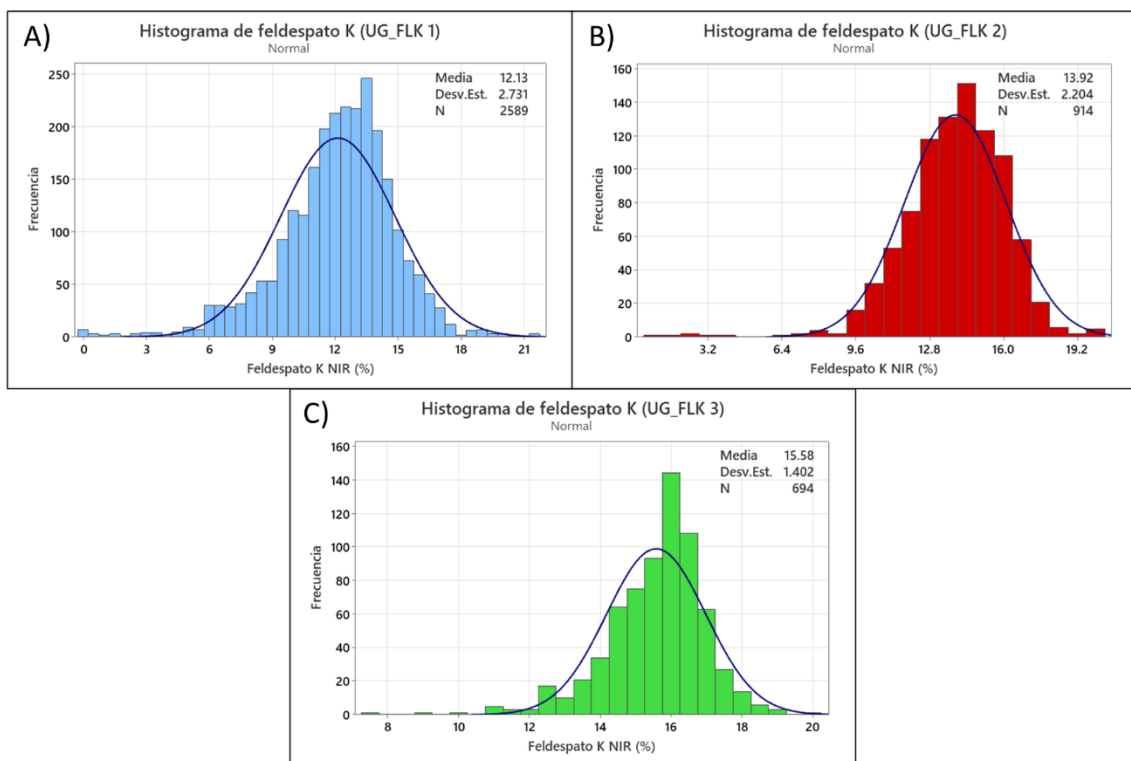 A)
Histograma de feldespato K (UG_FLK 1)
Normal
Media 12.13
Desv.Est. 2.731
N 2589
250
200
150
100
50
0
Frecuencia
0 3 6 9 12 15 18 21
Feldespato K NIR (%)
B)
Histograma de feldespato K (UG_FLK 2)
Normal
Media 13.92
Desv.Est. 2.204
N 914
160
140
120
100
80
60
40
20
0
Frecuencia
3.2 6.4 9.6 12.8 16.0 19.2
Feldespato K NIR (%)
C)
Histograma de feldespato K (UG_FLK 3)
Normal
Media 15.58
Desv.Est. 1.402
N 694
160
140
120
100
80
60
40
20
0
Frecuencia
8 10 12 14 16 18 20
Feldespato K NIR (%)